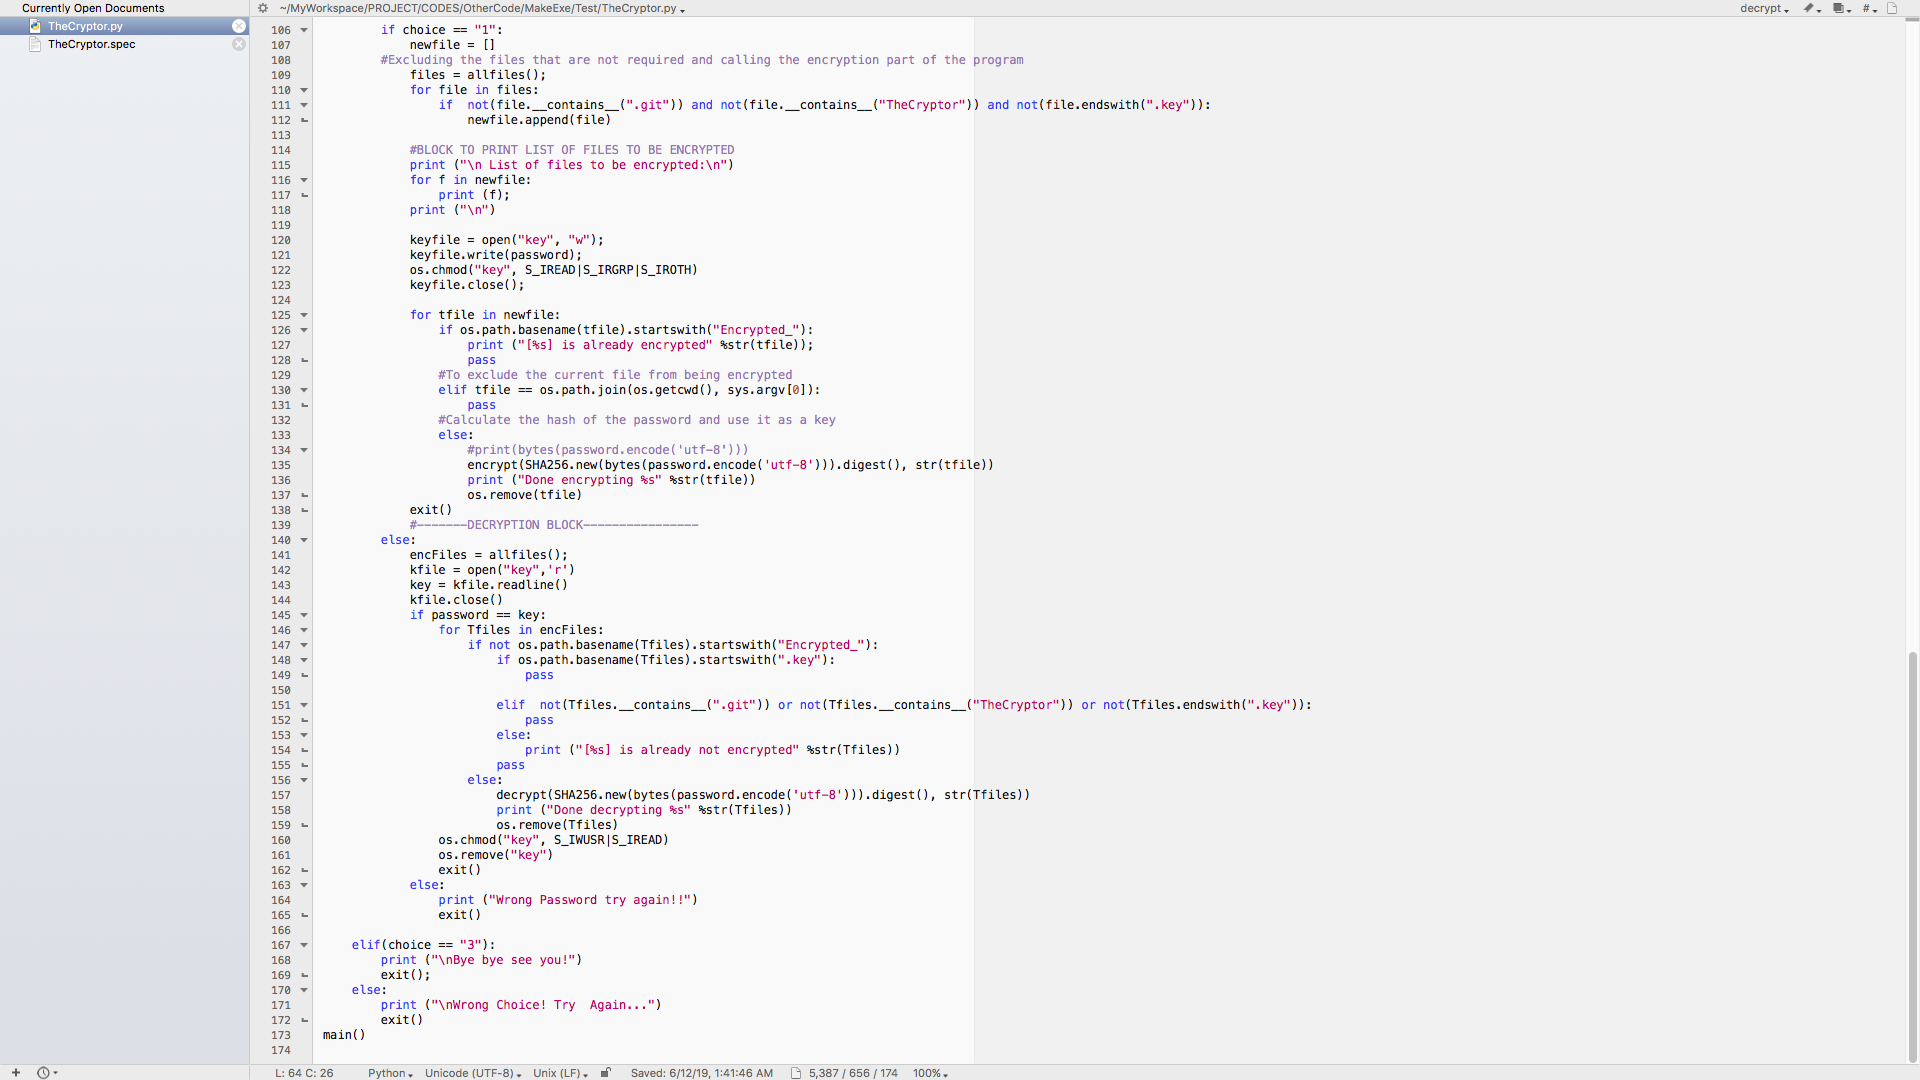 Currently Open Documents
~/MyWorkspace/PROJECT/CODES/OtherCode/MakeExe/Test/TheCryptor.py
decrypt
#
TheCryptor.py
TheCryptor.spec
106 if choice == "1":
107 newfile = []
108 #Excluding the files that are not required and calling the encryption part of the program
109 files = allfiles();
110 for file in files:
111 if  not(file.__contains__(".git")) and not(file.__contains__("TheCryptor")) and not(file.endswith(".key")):
112 newfile.append(file)
113
114 #BLOCK TO PRINT LIST OF FILES TO BE ENCRYPTED
115 print ("\n List of files to be encrypted:\n")
116 for f in newfile:
117 print (f);
118 print ("\n")
119
120 keyfile = open("key", "w");
121 keyfile.write(password);
122 os.chmod("key", S_IREAD|S_IRGRP|S_IROTH)
123 keyfile.close();
124
125 for tfile in newfile:
126 if os.path.basename(tfile).startswith("Encrypted_"):
127 print ("[%s] is already encrypted" %str(tfile));
128 pass
129 #To exclude the current file from being encrypted
130 elif tfile == os.path.join(os.getcwd(), sys.argv[0]):
131 pass
132 #Calculate the hash of the password and use it as a key
133 else:
134 #print(bytes(password.encode('utf-8')))
135 encrypt(SHA256.new(bytes(password.encode('utf-8'))).digest(), str(tfile))
136 print ("Done encrypting %s" %str(tfile))
137 os.remove(tfile)
138 exit()
139 #-------DECRYPTION BLOCK----------------
140 else:
141 encFiles = allfiles();
142 kfile = open("key",'r')
143 key = kfile.readline()
144 kfile.close()
145 if password == key:
146 for Tfiles in encFiles:
147 if not os.path.basename(Tfiles).startswith("Encrypted_"):
148 if os.path.basename(Tfiles).startswith(".key"):
149 pass
150
151 elif  not(Tfiles.__contains__(".git")) or not(Tfiles.__contains__("TheCryptor")) or not(Tfiles.endswith(".key")):
152 pass
153 else:
154 print ("[%s] is already not encrypted" %str(Tfiles))
155 pass
156 else:
157 decrypt(SHA256.new(bytes(password.encode('utf-8'))).digest(), str(Tfiles))
158 print ("Done decrypting %s" %str(Tfiles))
159 os.remove(Tfiles)
160 os.chmod("key", S_IWUSR|S_IREAD)
161 os.remove("key")
162 exit()
163 else:
164 print ("Wrong Password try again!!")
165 exit()
166
167 elif(choice == "3"):
168 print ("\nBye bye see you!")
169 exit();
170 else:
171 print ("\nWrong Choice! Try  Again...")
172 exit()
173 main()
174
L: 64 C: 26 Python Unicode (UTF-8) Unix (LF) Saved: 6/12/19, 1:41:46 AM 5,387 / 656 / 174 100%